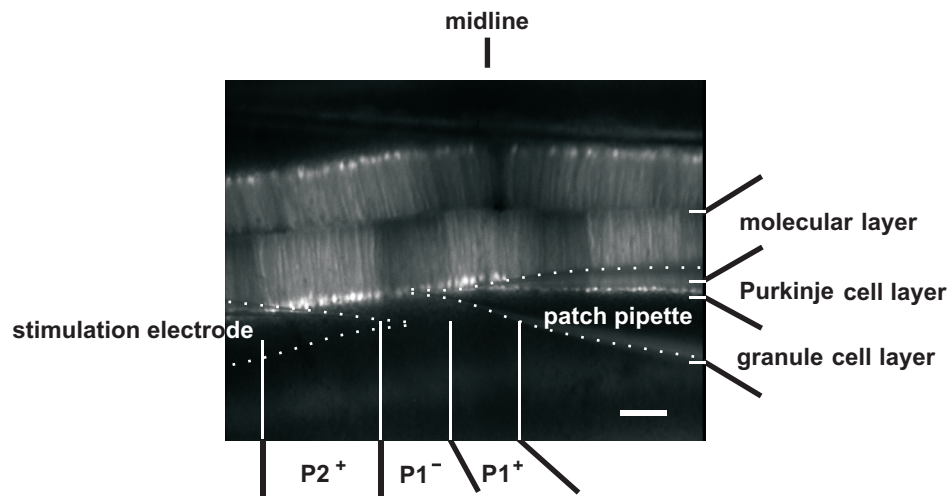 midline
molecular layer
Purkinje cell layer
stimulation electrode
patch pipette
granule cell layer
P2 +
P1 -
P1 +